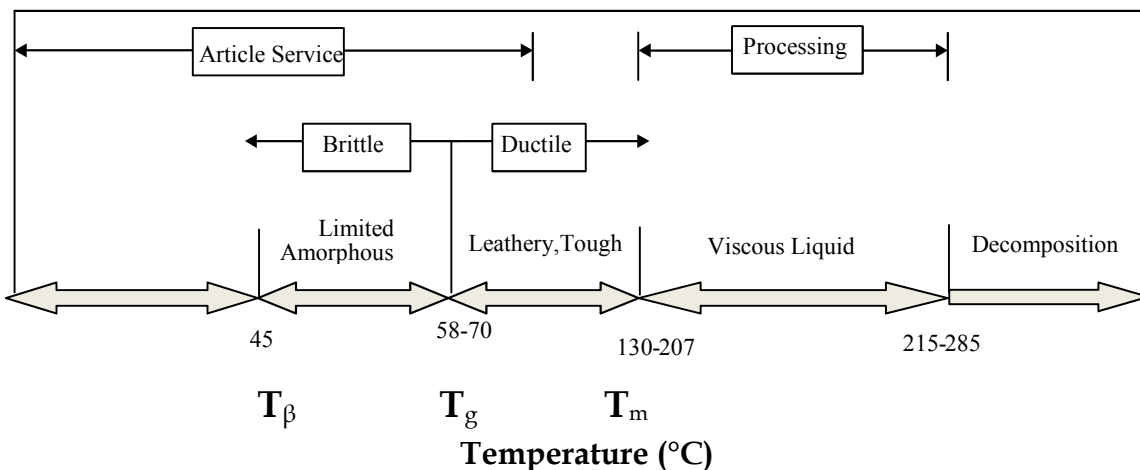 Article Service
Processing
Brittle
Ductile
Limited
Amorphous
Leathery,Tough
Viscous Liquid
Decomposition
45
58-70
130-207
215-285
Tβ
Tg
Tm
Temperature (°C)